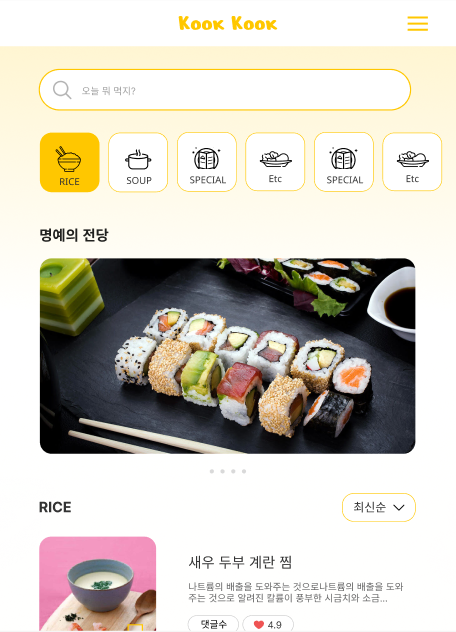 Kook Kook
오늘 뭐 먹지?
RICE
SOUP
SPECIAL
Etc
SPECIAL
Etc
명예의 전당
RICE
최신순
새우 두부 계란 찜
나트륨의 배출을 도와주는 것으로나트륨의 배출을 도와
주는 것으로 알려진 칼륨이 풍부한 시금치와 소금...
댓글수
4.9